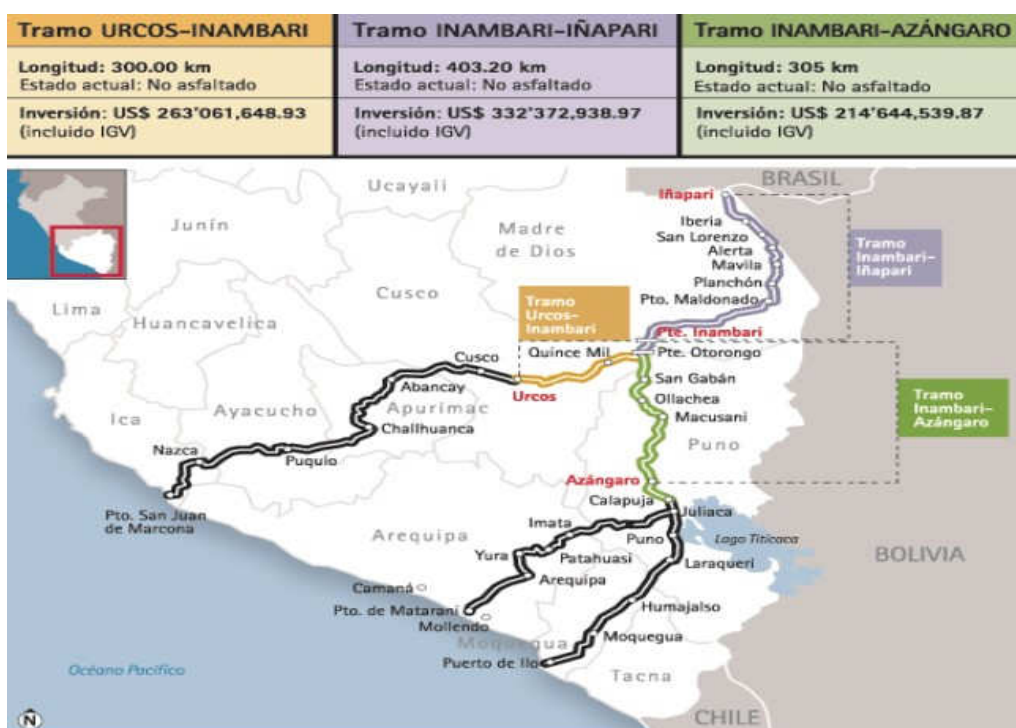 Tramo URCOS–INAMBARI
Longitud: 300.00 km
Estado actual: No asfaltado
Inversión: US$ 263'061,648.93
(incluido IGV)
Tramo INAMBARI–IÑAPARI
Longitud: 403.20 km
Estado actual: No asfaltado
Inversión: US$ 332'372,938.97
(incluido IGV)
Tramo INAMBARI–AZÁNGARO
Longitud: 305 km
Estado actual: No asfaltado
Inversión: US$ 214'644,539.87
(incluido IGV)
BRASIL
Ucayali
Iñapari
Junín
Madre
de Dios
Iberia
San Lorenzo
Alerta
Mavila
Planchón
Pto. Maldonado
Tramo
Inambari–
Iñapari
Cusco
Lima
Huancavelica
Tramo
Urcos–
Inambari
Pte. Inambari
Quince Mil
Pte. Otorongo
Cusco
Urcos
Abancay
San Gabán
Ollachea
Macusani
Tramo
Inambari–
Azángaro
Ica
Ayacucho
Apurímac
Challhuanca
Puno
Nazca
Puquio
Azángaro
Calapuja
Juliaca
Pto. San Juan
de Marcona
Arequipa
Imata
Puno
Lago Titicaca
BOLIVIA
Yura
Patahuasi
Laraqueri
Camaná
Arequipa
Pto. de Mataraní
Mollendo
Humajalso
Moquegua
Moquegua
Puerto de Ilo
Tacna
Océano Pacífico
CHILE
N